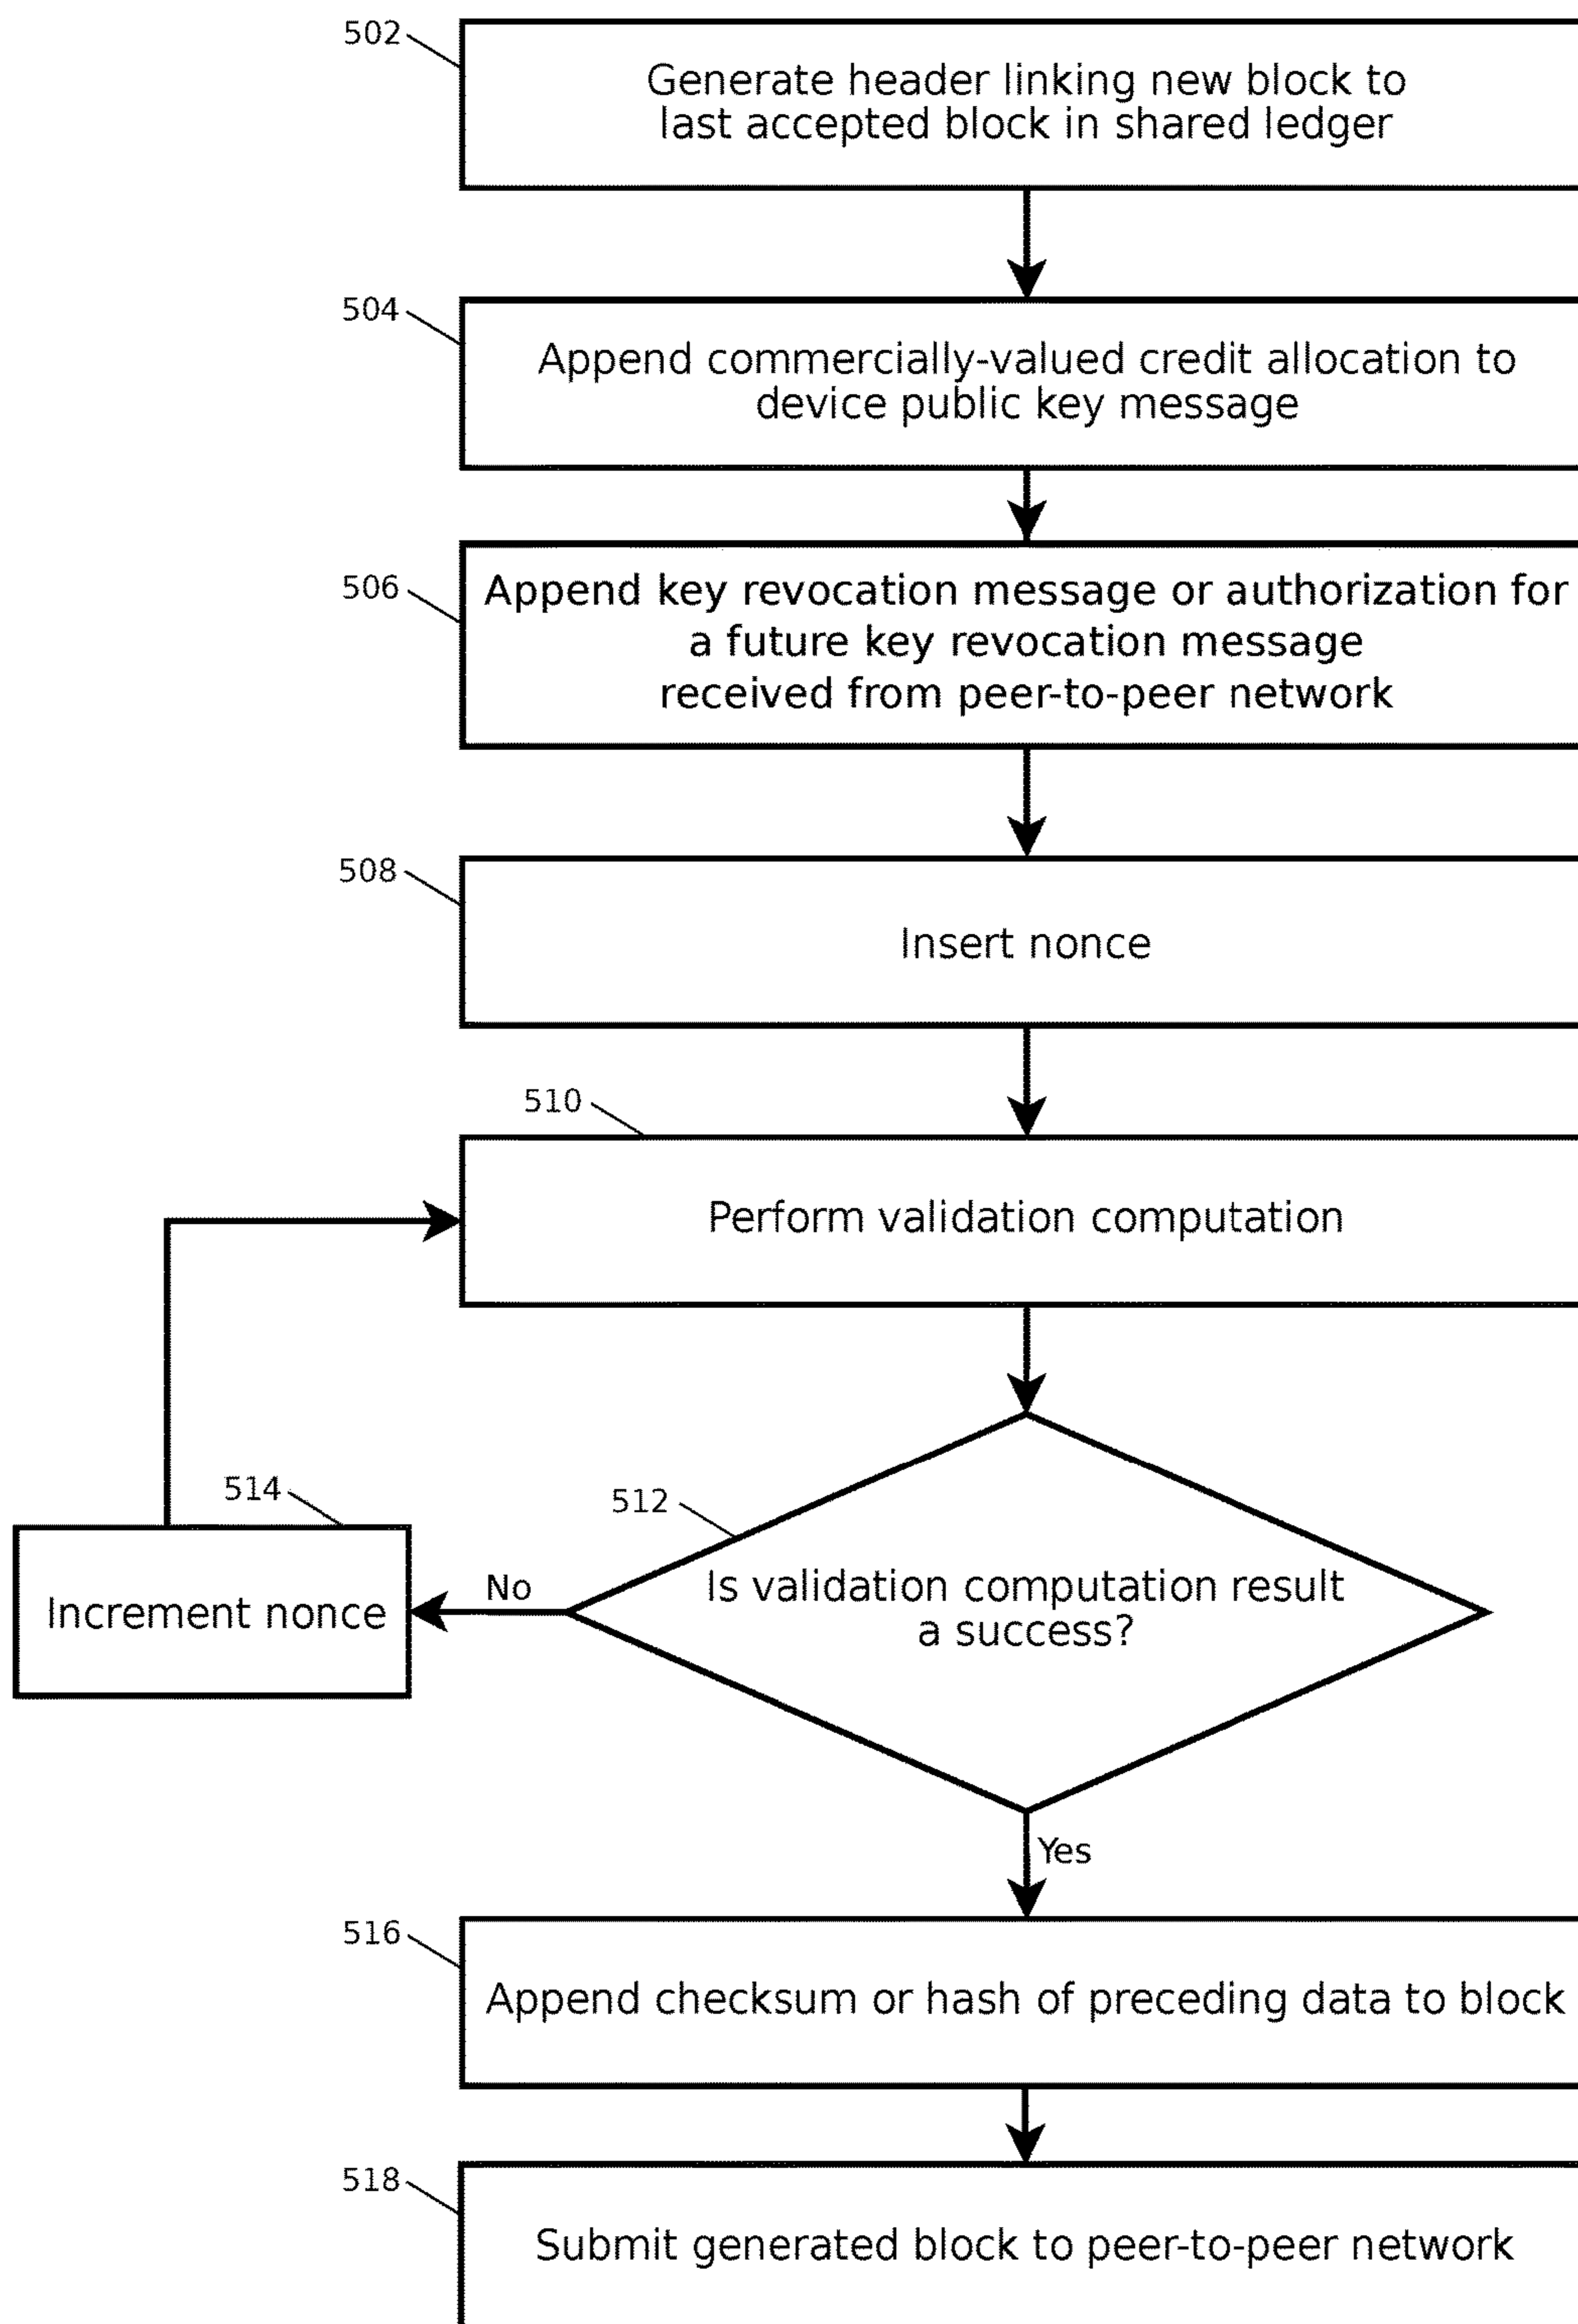 502
Generate header linking new block to
last accepted block in shared ledger
504
Append commercially-valued credit allocation to
device public key message
506
Append key revocation message or authorization for
a future key revocation message
received from peer-to-peer network
508
Insert nonce
510
Perform validation computation
512
Is validation computation result
a success?
No
514
Increment nonce
Yes
516
Append checksum or hash of preceding data to block
518
Submit generated block to peer-to-peer network